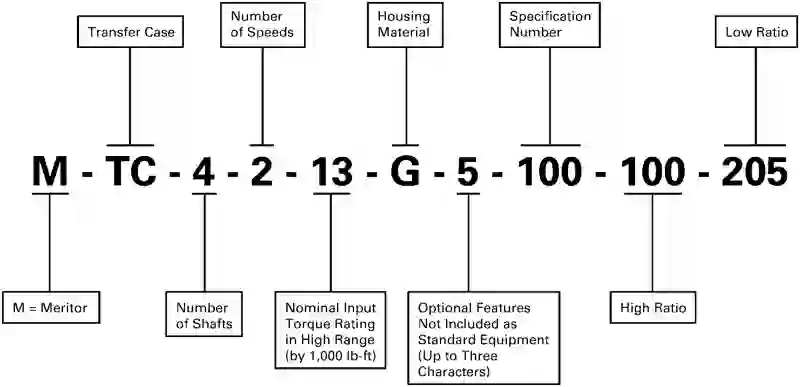 Transfer Case
Number
of Speeds
Housing
Material
Specification
Number
Low Ratio
M - TC - 4 - 2 - 13 - G - 5 - 100 - 100 - 205
M = Meritor
Number
of Shafts
Nominal Input
Torque Rating
in High Range
(by 1,000 lb-ft)
Optional Features
Not Included as
Standard Equipment
(Up to Three
Characters)
High Ratio